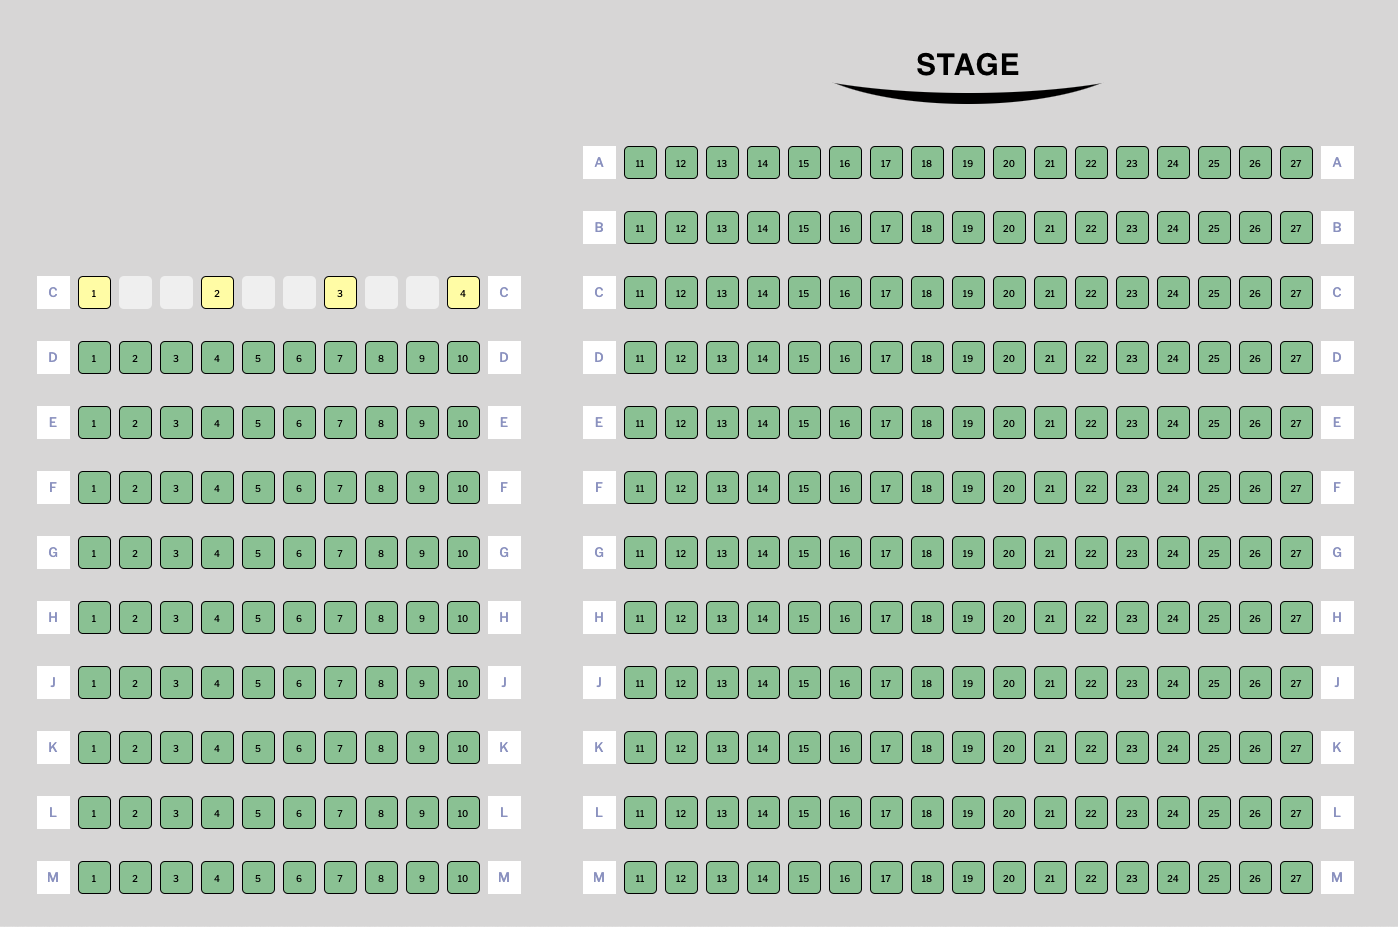 STAGE
A 11 12 13 14 15 16 17 18 19 20 21 22 23 24 25 26 27 A
B 11 12 13 14 15 16 17 18 19 20 21 22 23 24 25 26 27 B
C 1 2 3 4 C C 11 12 13 14 15 16 17 18 19 20 21 22 23 24 25 26 27 C
D 1 2 3 4 5 6 7 8 9 10 D D 11 12 13 14 15 16 17 18 19 20 21 22 23 24 25 26 27 D
E 1 2 3 4 5 6 7 8 9 10 E E 11 12 13 14 15 16 17 18 19 20 21 22 23 24 25 26 27 E
F 1 2 3 4 5 6 7 8 9 10 F F 11 12 13 14 15 16 17 18 19 20 21 22 23 24 25 26 27 F
G 1 2 3 4 5 6 7 8 9 10 G G 11 12 13 14 15 16 17 18 19 20 21 22 23 24 25 26 27 G
H 1 2 3 4 5 6 7 8 9 10 H H 11 12 13 14 15 16 17 18 19 20 21 22 23 24 25 26 27 H
J 1 2 3 4 5 6 7 8 9 10 J J 11 12 13 14 15 16 17 18 19 20 21 22 23 24 25 26 27 J
K 1 2 3 4 5 6 7 8 9 10 K K 11 12 13 14 15 16 17 18 19 20 21 22 23 24 25 26 27 K
L 1 2 3 4 5 6 7 8 9 10 L L 11 12 13 14 15 16 17 18 19 20 21 22 23 24 25 26 27 L
M 1 2 3 4 5 6 7 8 9 10 M M 11 12 13 14 15 16 17 18 19 20 21 22 23 24 25 26 27 M